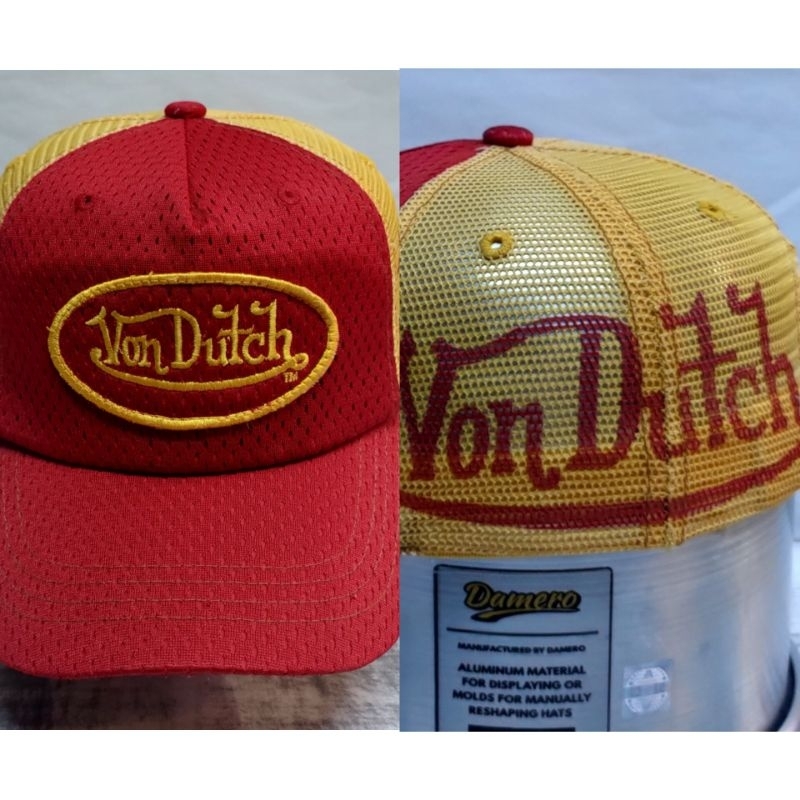 Von Dutch
TM
Von Dutch
Damero
MANUFACTURED BY DAMERO
ALUMINUM MATERIAL
FOR DISPLAYING OR
MOLDS FOR MANUALLY
RESHAPING HATS